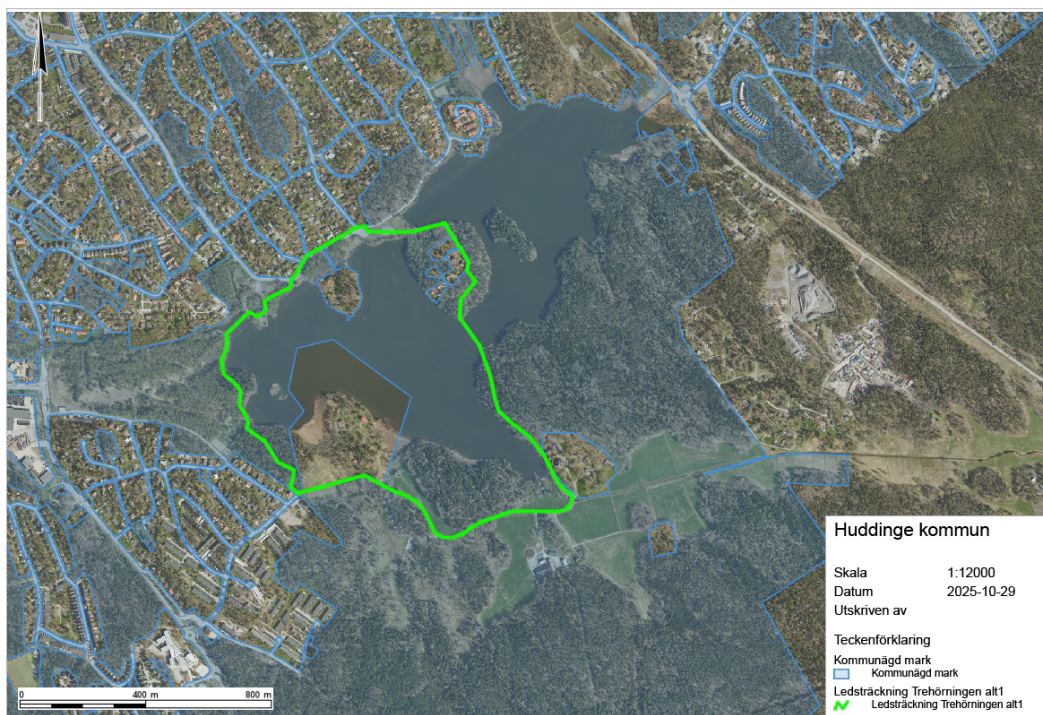 Huddinge kommun
Skala 1:12000
Datum 2025-10-29
Utskriven av
Teckenförklaring
Kommunägd mark
Kommunägd mark
Ledsträckning Trehörningen alt1
Ledsträckning Trehörningen alt1
0 400 m 800 m